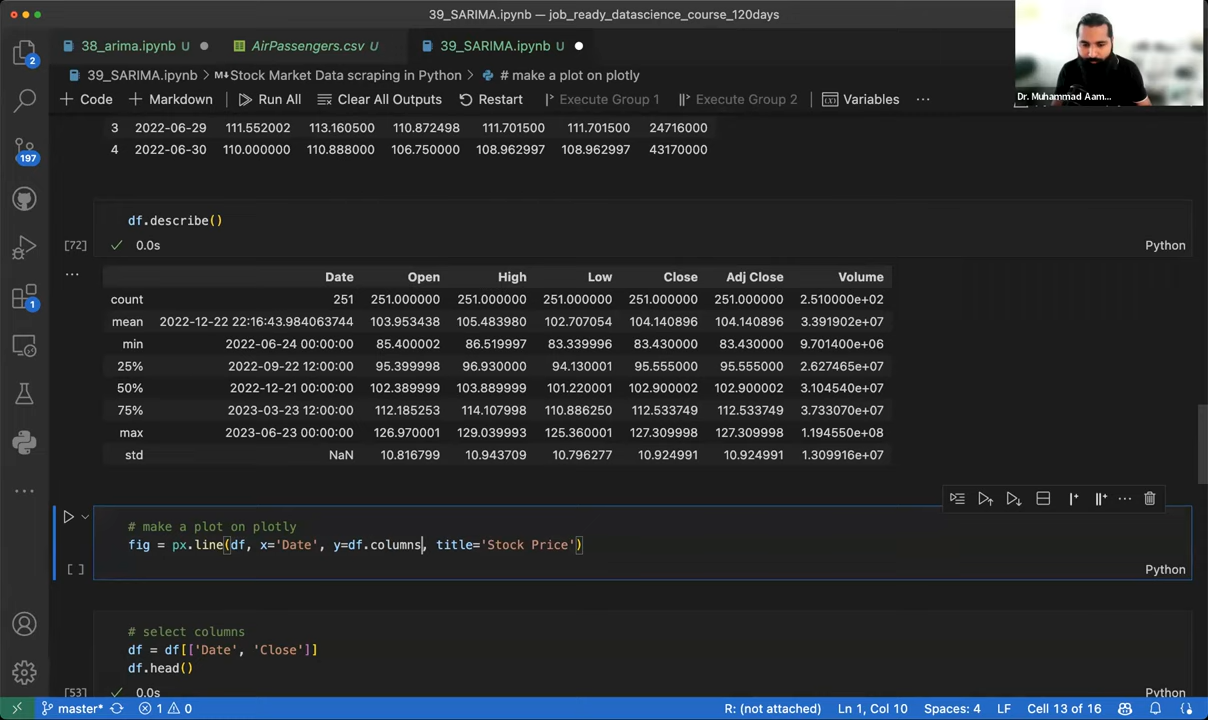 39_SARIMA.ipynb — job_ready_datascience_course_120days
38_arima.ipynb U
AirPassengers.csv U
39_SARIMA.ipynb U
39_SARIMA.ipynb > M↓Stock Market Data scraping in Python > # make a plot on plotly
+ Code + Markdown Run All Clear All Outputs Restart Execute Group 1 Execute Group 2 Variables ...
Dr. Muhammad Aam...
2
197
1
3 2022-06-29 111.552002 113.160500 110.872498 111.701500 111.701500 24716000
4 2022-06-30 110.000000 110.888000 106.750000 108.962997 108.962997 43170000
df.describe()
[72] 0.0s Python
...
Date Open High Low Close Adj Close Volume
count 251 251.000000 251.000000 251.000000 251.000000 251.000000 2.510000e+02
mean 2022-12-22 22:16:43.984063744 103.953438 105.483980 102.707054 104.140896 104.140896 3.391902e+07
min 2022-06-24 00:00:00 85.400002 86.519997 83.339996 83.430000 83.430000 9.701400e+06
25% 2022-09-22 12:00:00 95.399998 96.930000 94.130001 95.555000 95.555000 2.627465e+07
50% 2022-12-21 00:00:00 102.389999 103.889999 101.220001 102.900002 102.900002 3.104540e+07
75% 2023-03-23 12:00:00 112.185253 114.107998 110.886250 112.533749 112.533749 3.733070e+07
max 2023-06-23 00:00:00 126.970001 129.039993 125.360001 127.309998 127.309998 1.194550e+08
std NaN 10.816799 10.943709 10.796277 10.924991 10.924991 1.309916e+07
# make a plot on plotly
fig = px.line(df, x='Date', y=df.columns, title='Stock Price')
[ ] Python
# select columns
df = df[['Date', 'Close']]
df.head()
[53] 0.0s Python
master* 1 0 R: (not attached) Ln 1, Col 10 Spaces: 4 LF Cell 13 of 16